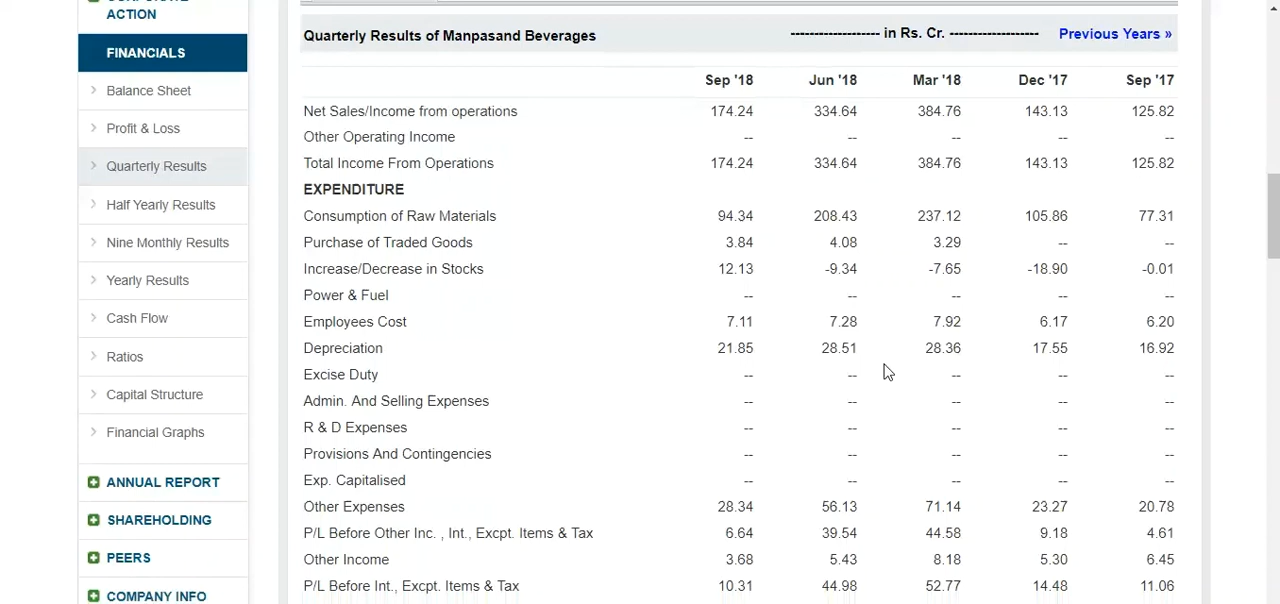 ACTION
FINANCIALS
Balance Sheet
Profit & Loss
Quarterly Results
Half Yearly Results
Nine Monthly Results
Yearly Results
Cash Flow
Ratios
Capital Structure
Financial Graphs
ANNUAL REPORT
SHAREHOLDING
PEERS
COMPANY INFO
Quarterly Results of Manpasand Beverages ------------------- in Rs. Cr. ------------------- Previous Years »
Sep '18 Jun '18 Mar '18 Dec '17 Sep '17
Net Sales/Income from operations 174.24 334.64 384.76 143.13 125.82
Other Operating Income -- -- -- -- --
Total Income From Operations 174.24 334.64 384.76 143.13 125.82
EXPENDITURE
Consumption of Raw Materials 94.34 208.43 237.12 105.86 77.31
Purchase of Traded Goods 3.84 4.08 3.29 -- --
Increase/Decrease in Stocks 12.13 -9.34 -7.65 -18.90 -0.01
Power & Fuel -- -- -- -- --
Employees Cost 7.11 7.28 7.92 6.17 6.20
Depreciation 21.85 28.51 28.36 17.55 16.92
Excise Duty -- -- -- -- --
Admin. And Selling Expenses -- -- -- -- --
R & D Expenses -- -- -- -- --
Provisions And Contingencies -- -- -- -- --
Exp. Capitalised -- -- -- -- --
Other Expenses 28.34 56.13 71.14 23.27 20.78
P/L Before Other Inc. , Int., Excpt. Items & Tax 6.64 39.54 44.58 9.18 4.61
Other Income 3.68 5.43 8.18 5.30 6.45
P/L Before Int., Excpt. Items & Tax 10.31 44.98 52.77 14.48 11.06